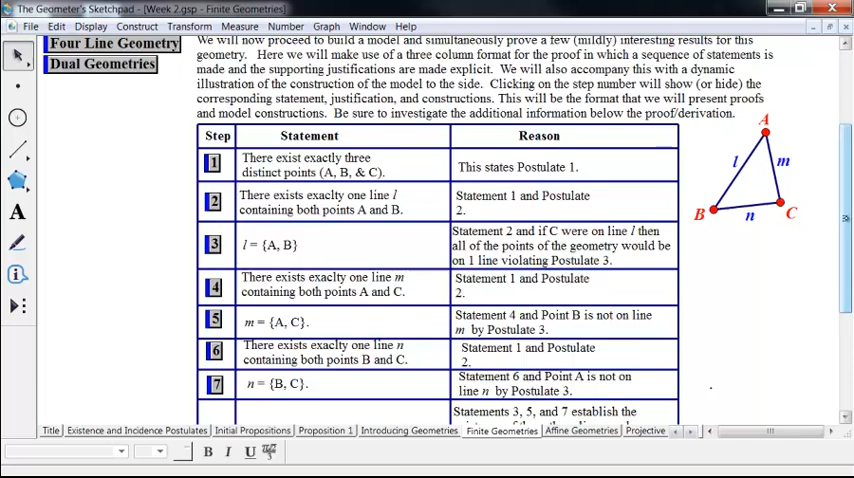 The Geometer's Sketchpad - [Week 2.gsp - Finite Geometries]
File Edit Display Construct Transform Measure Number Graph Window Help
Four Line Geometry
Dual Geometries
We will now proceed to build a model and simultaneously prove a few (mildly) interesting results for this
geometry. Here we will make use of a three column format for the proof in which a sequence of statements is
made and the supporting justifications are made explicit. We will also accompany this with a dynamic
illustration of the construction of the model to the side. Clicking on the step number will show (or hide) the
corresponding statement, justification, and constructions. This will be the format that we will present proofs
and model constructions. Be sure to investigate the additional information below the proof/derivation.
Step Statement Reason
1
There exist exactly three
distinct points (A, B, & C).
This states Postulate 1.
2
There exists exaclty one line l
containing both points A and B.
Statement 1 and Postulate
2.
3
l = {A, B}
Statement 2 and if C were on line l then
all of the points of the geometry would be
on 1 line violating Postulate 3.
4
There exists exaclty one line m
containing both points A and C.
Statement 1 and Postulate
2.
5
m = {A, C}.
Statement 4 and Point B is not on line
m by Postulate 3.
6
There exists exaclty one line n
containing both points B and C.
Statement 1 and Postulate
2.
7
n = {B, C}.
Statement 6 and Point A is not on
line n by Postulate 3.
Statements 3, 5, and 7 establish the
A
l
m
B
n
C
Title Existence and Incidence Postulates Initial Propositions Proposition 1 Introducing Geometries Finite Geometries Affine Geometries Projective
A
B I U